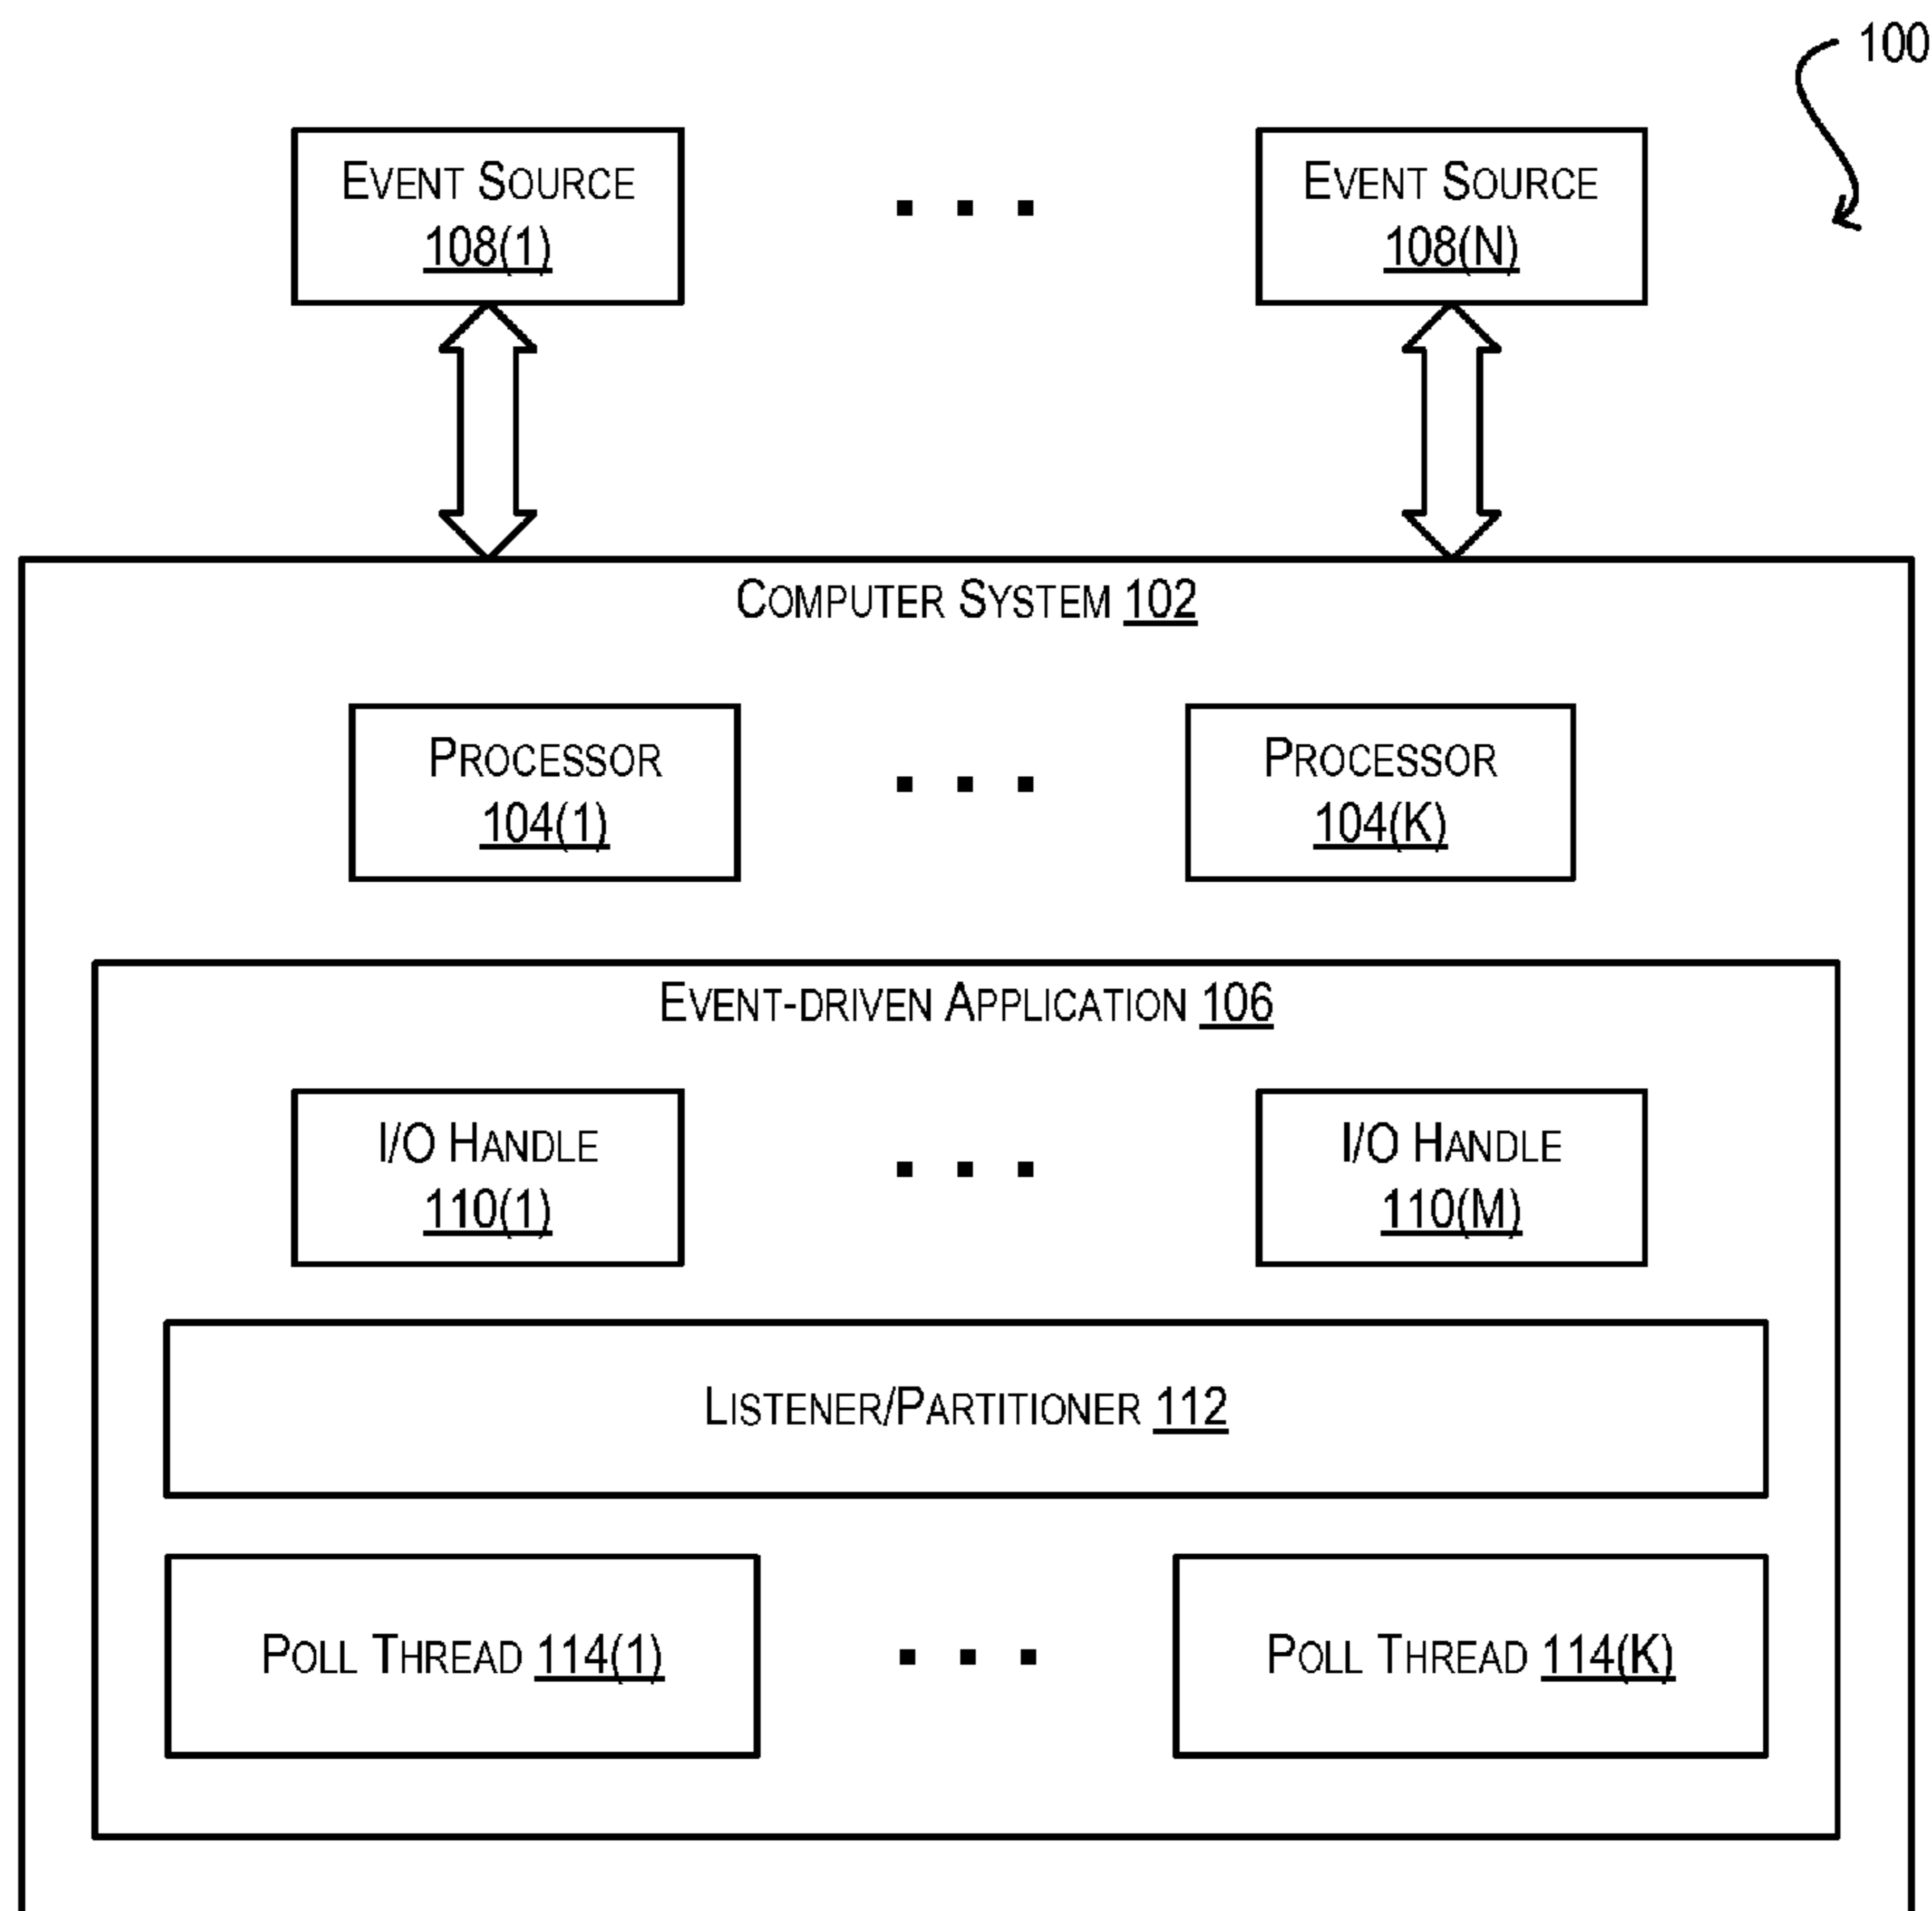 100
EVENT SOURCE
108(1)
. . .
EVENT SOURCE
108(N)
COMPUTER SYSTEM 102
PROCESSOR
104(1)
. . .
PROCESSOR
104(K)
EVENT-DRIVEN APPLICATION 106
I/O HANDLE
110(1)
. . .
I/O HANDLE
110(M)
LISTENER/PARTITIONER 112
POLL THREAD 114(1)
. . .
POLL THREAD 114(K)